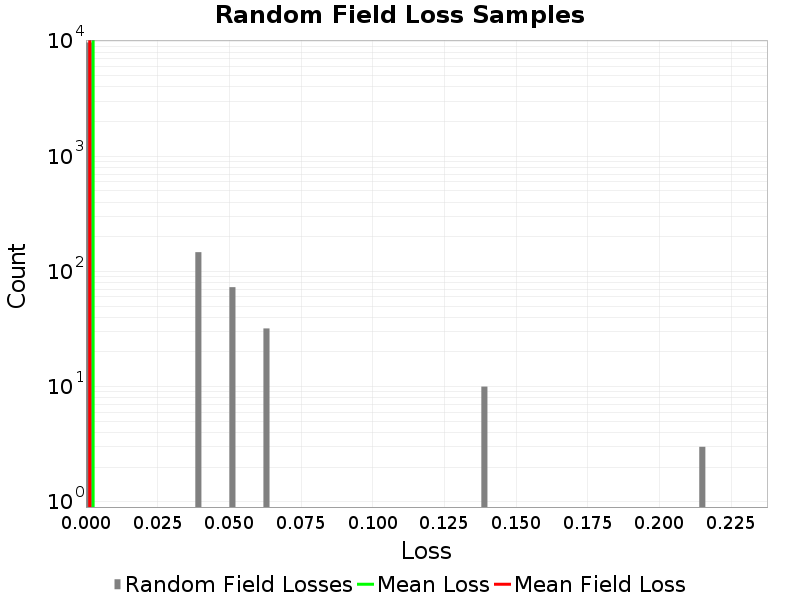 Random Field Loss Samples
10^4
10^3
10^2
10^1
10^0
Count
0.000 0.025 0.050 0.075 0.100 0.125 0.150 0.175 0.200 0.225
Loss
Random Field Losses Mean Loss Mean Field Loss